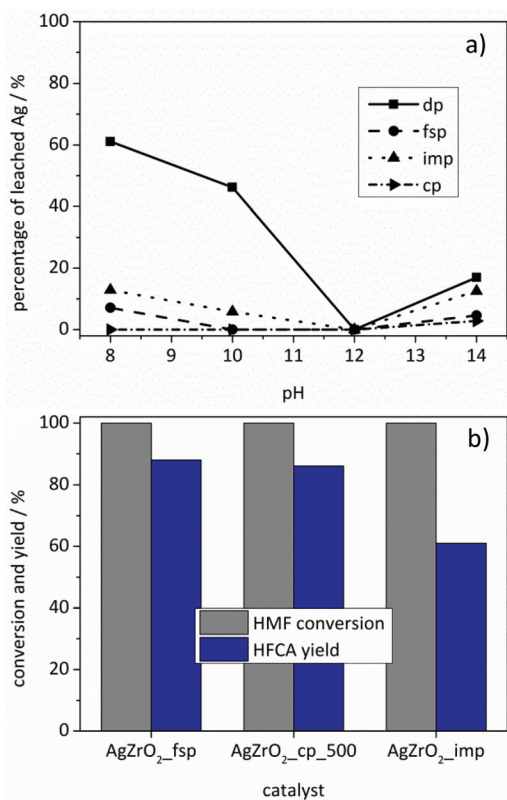 a)
percentage of leached Ag / %
100
80
60
40
20
0
dp
fsp
imp
cp
8 9 10 11 12 13 14
pH
b)
conversion and yield / %
100
80
60
40
20
0
HMF conversion
HFCA yield
AgZrO₂_fsp AgZrO₂_cp_500 AgZrO₂_imp
catalyst